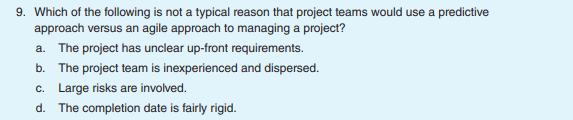 9. Which of the following is not a typical reason that project teams would use a predictive
approach versus an agile approach to managing a project?
a. The project has unclear up-front requirements.
b. The project team is inexperienced and dispersed.
c. Large risks are involved.
d. The completion date is fairly rigid.